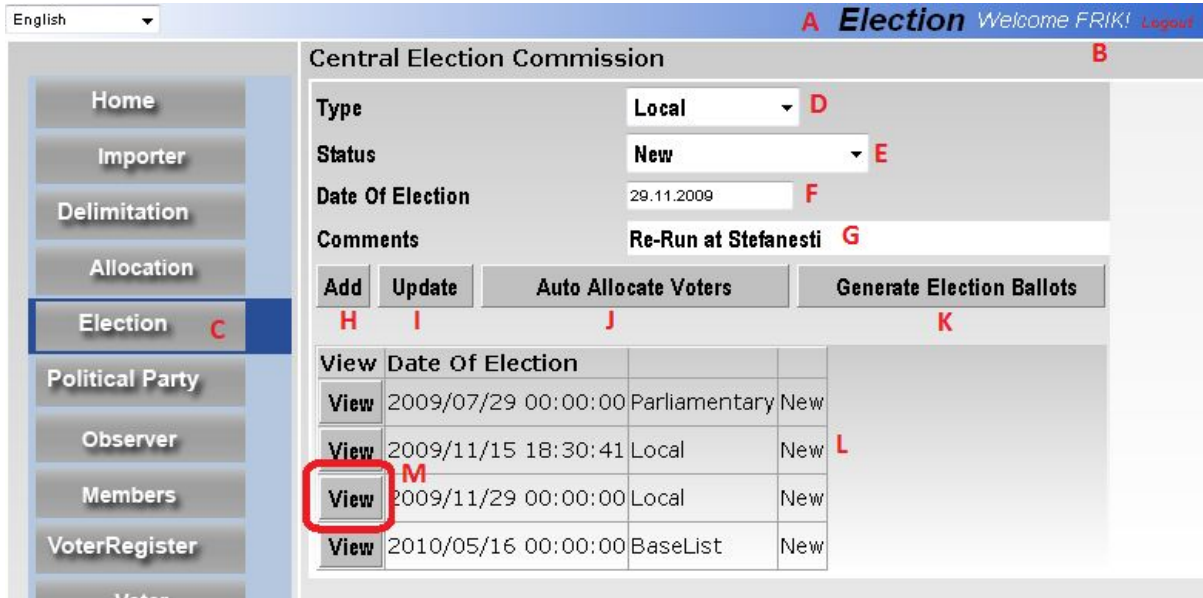 English A Election Welcome FRIK! Logout
Central Election Commission B
Home
Importer
Delimitation
Allocation
Election C
Political Party
Observer
Members
VoterRegister
Voter
Type Local D
Status New E
Date Of Election 29.11.2009 F
Comments Re-Run at Stefanesti G
Add Update Auto Allocate Voters Generate Election Ballots
H I J K
View Date Of Election
View 2009/07/29 00:00:00 Parliamentary New
View 2009/11/15 18:30:41 Local New L
M
View 2009/11/29 00:00:00 Local New
View 2010/05/16 00:00:00 BaseList New